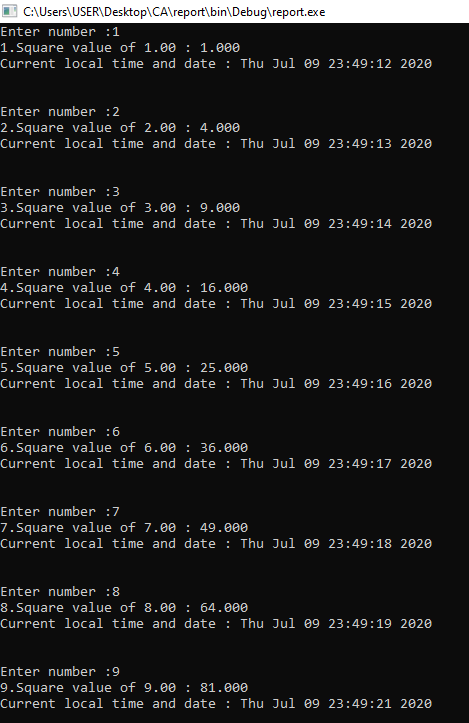 C:\Users\USER\Desktop\CA\report\bin\Debug\report.exe
Enter number :1
1.Square value of 1.00 : 1.000
Current local time and date : Thu Jul 09 23:49:12 2020
Enter number :2
2.Square value of 2.00 : 4.000
Current local time and date : Thu Jul 09 23:49:13 2020
Enter number :3
3.Square value of 3.00 : 9.000
Current local time and date : Thu Jul 09 23:49:14 2020
Enter number :4
4.Square value of 4.00 : 16.000
Current local time and date : Thu Jul 09 23:49:15 2020
Enter number :5
5.Square value of 5.00 : 25.000
Current local time and date : Thu Jul 09 23:49:16 2020
Enter number :6
6.Square value of 6.00 : 36.000
Current local time and date : Thu Jul 09 23:49:17 2020
Enter number :7
7.Square value of 7.00 : 49.000
Current local time and date : Thu Jul 09 23:49:18 2020
Enter number :8
8.Square value of 8.00 : 64.000
Current local time and date : Thu Jul 09 23:49:19 2020
Enter number :9
9.Square value of 9.00 : 81.000
Current local time and date : Thu Jul 09 23:49:21 2020